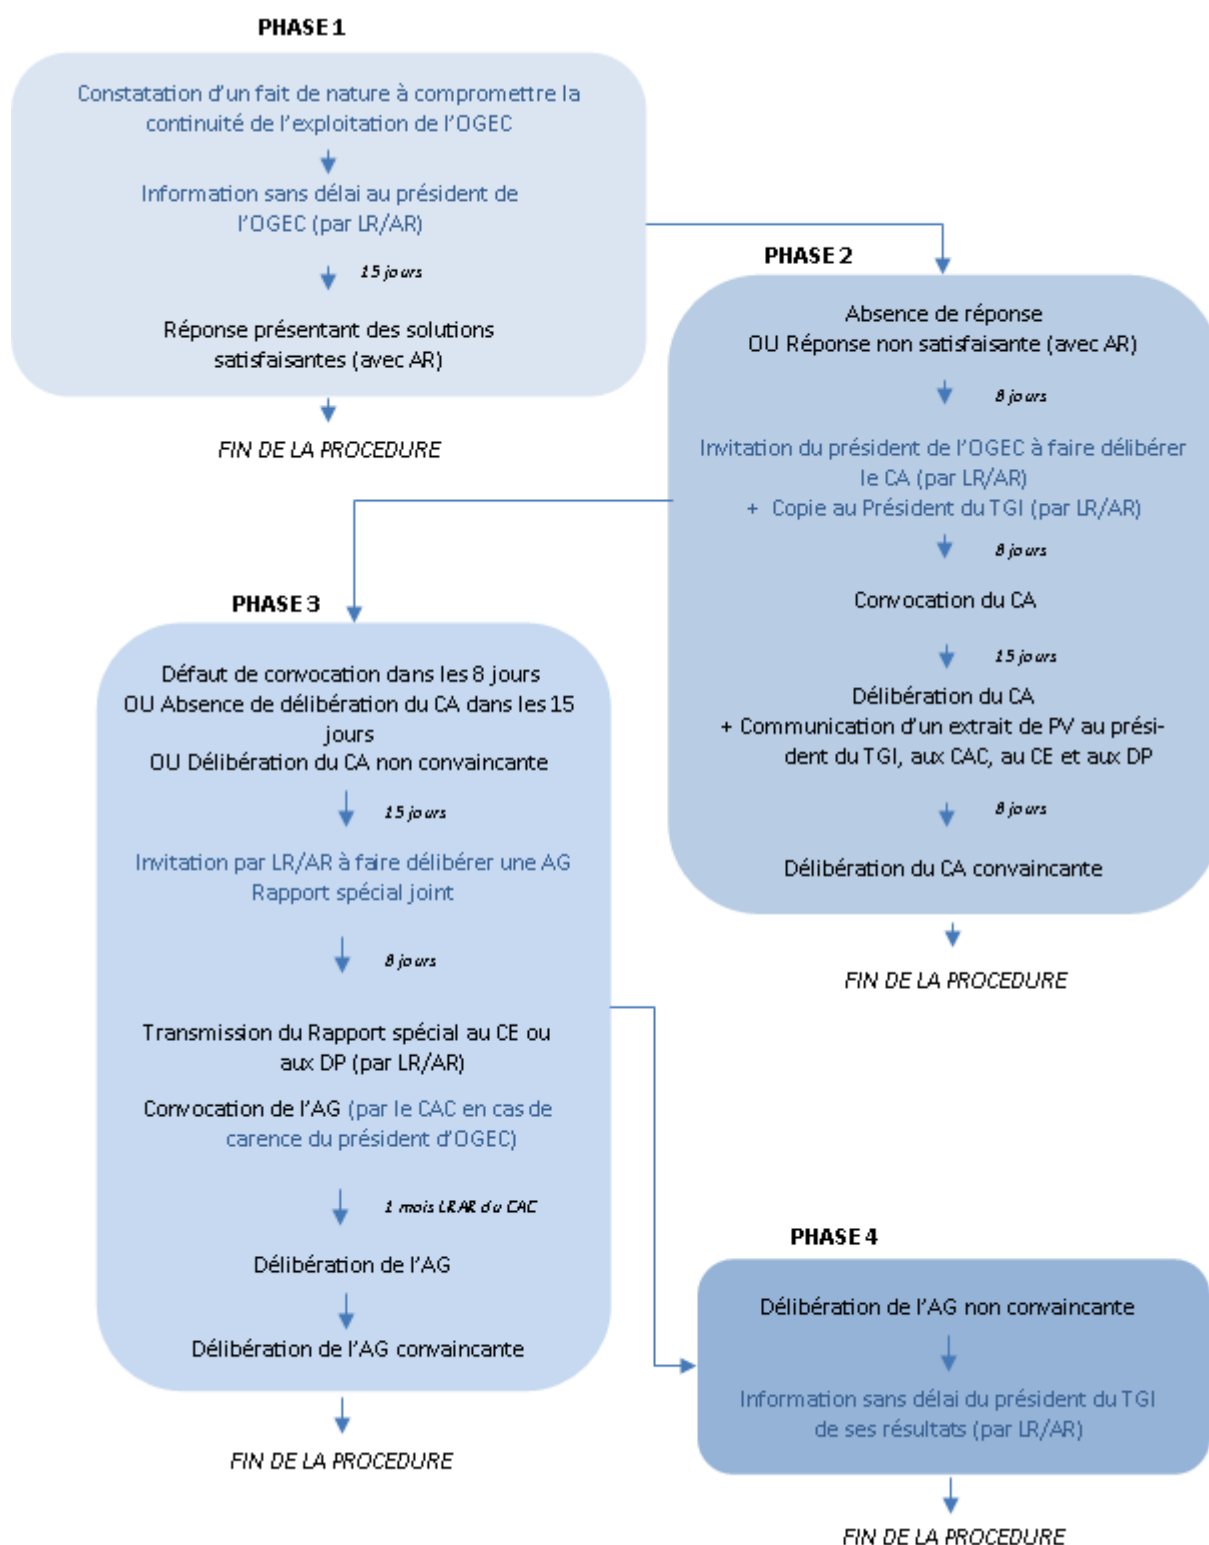 PHASE 1
Constatation d'un fait de nature à compromettre la
continuité de l'exploitation de l'OGEC
Information sans délai au président de
l'OGEC (par LR/AR)
15 jours
Réponse présentant des solutions
satisfaisantes (avec AR)
FIN DE LA PROCEDURE
PHASE 2
Absence de réponse
OU Réponse non satisfaisante (avec AR)
8 jours
Invitation du président de l'OGEC à faire délibérer
le CA (par LR/AR)
+ Copie au Président du TGI (par LR/AR)
8 jours
Convocation du CA
15 jours
Délibération du CA
+ Communication d'un extrait de PV au prési-
dent du TGI, aux CAC, au CE et aux DP
8 jours
Délibération du CA convaincante
FIN DE LA PROCEDURE
PHASE 3
Défaut de convocation dans les 8 jours
OU Absence de délibération du CA dans les 15
jours
OU Délibération du CA non convaincante
15 jours
Invitation par LR/AR à faire délibérer une AG
Rapport spécial joint
8 jours
Transmission du Rapport spécial au CE ou
aux DP (par LR/AR)
Convocation de l'AG (par le CAC en cas de
carence du président d'OGEC)
1 mois LRAR du CAC
Délibération de l'AG
Délibération de l'AG convaincante
FIN DE LA PROCEDURE
PHASE 4
Délibération de l'AG non convaincante
Information sans délai du président du TGI
de ses résultats (par LR/AR)
FIN DE LA PROCEDURE